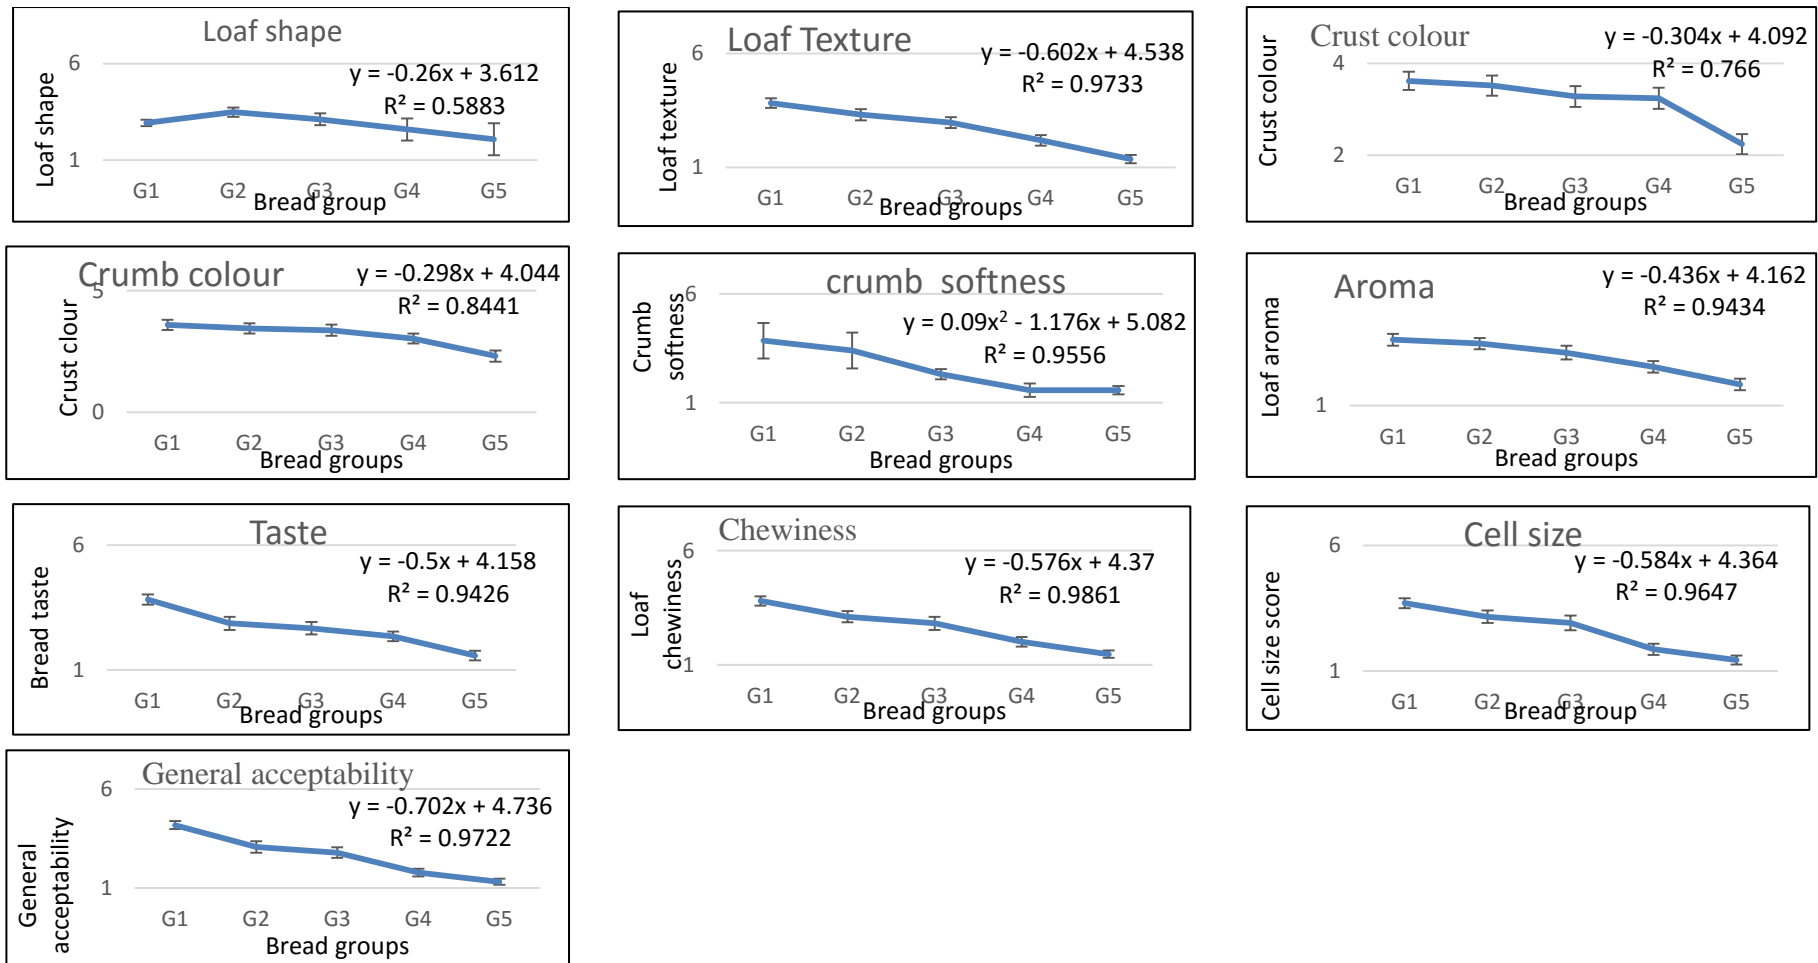 Loaf shape
6
y = -0.26x + 3.612
R² = 0.5883
Loaf shape
1
G1 G2 G3 G4 G5
Bread group
Loaf Texture
6
y = -0.602x + 4.538
R² = 0.9733
Loaf texture
1
G1 G2 G3 G4 G5
Bread groups
Crust colour
y = -0.304x + 4.092
4
R² = 0.766
Crust colour
2
G1 G2 G3 G4 G5
Bread groups
Crumb colour
y = -0.298x + 4.044
5
R² = 0.8441
Crust clour
0
G1 G2 G3 G4 G5
Bread groups
crumb softness
6
y = 0.09x² - 1.176x + 5.082
R² = 0.9556
Crumb
softness
1
G1 G2 G3 G4 G5
Bread groups
Aroma
y = -0.436x + 4.162
R² = 0.9434
Loaf aroma
1
G1 G2 G3 G4 G5
Bread groups
Taste
6
y = -0.5x + 4.158
R² = 0.9426
Bread taste
1
G1 G2 G3 G4 G5
Bread groups
Chewiness
6
y = -0.576x + 4.37
R² = 0.9861
Loaf
chewiness
1
G1 G2 G3 G4 G5
Bread groups
Cell size
6
y = -0.584x + 4.364
R² = 0.9647
Cell size score
1
G1 G2 G3 G4 G5
Bread group
General acceptability
6
y = -0.702x + 4.736
R² = 0.9722
General
acceptability
1
G1 G2 G3 G4 G5
Bread groups